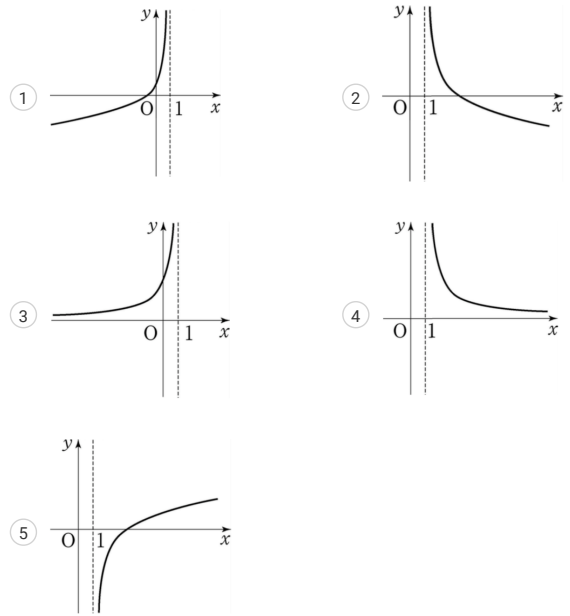 ① y O 1 x
② y O 1 x
③ y O 1 x
④ y O 1 x
⑤ y O 1 x